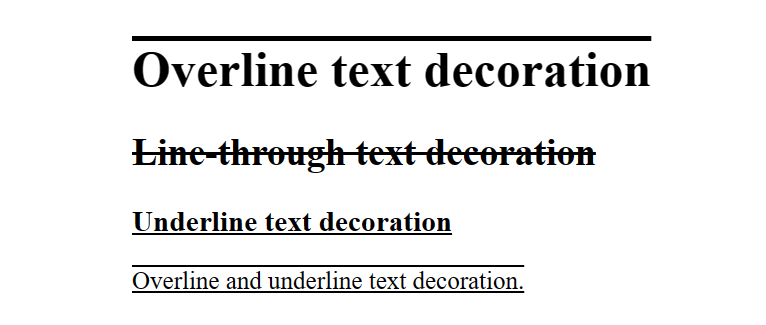 Overline text decoration
Line-through text decoration
Underline text decoration
Overline and underline text decoration.